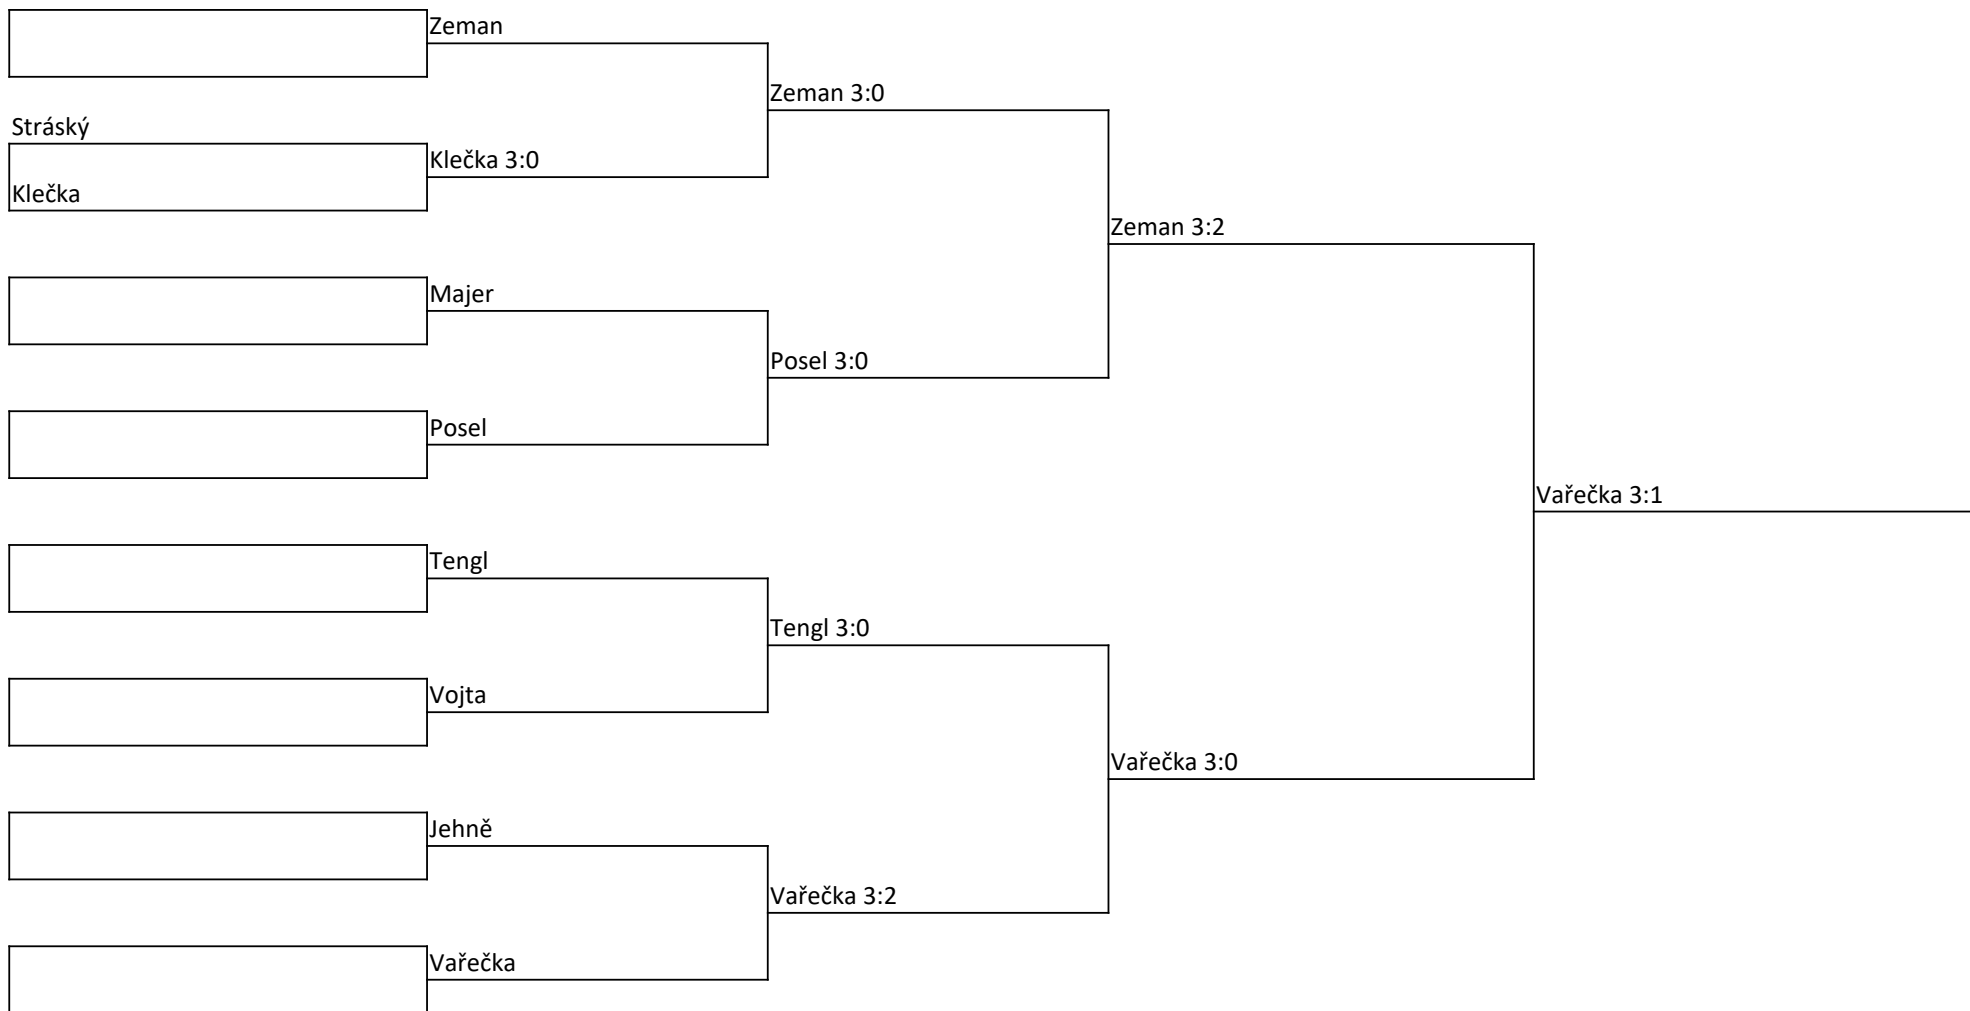 Zeman
Zeman 3:0
Stráský
Klečka 3:0
Klečka
Zeman 3:2
Majer
Posel 3:0
Posel
Vařečka 3:1
Tengl
Tengl 3:0
Vojta
Vařečka 3:0
Jehně
Vařečka 3:2
Vařečka